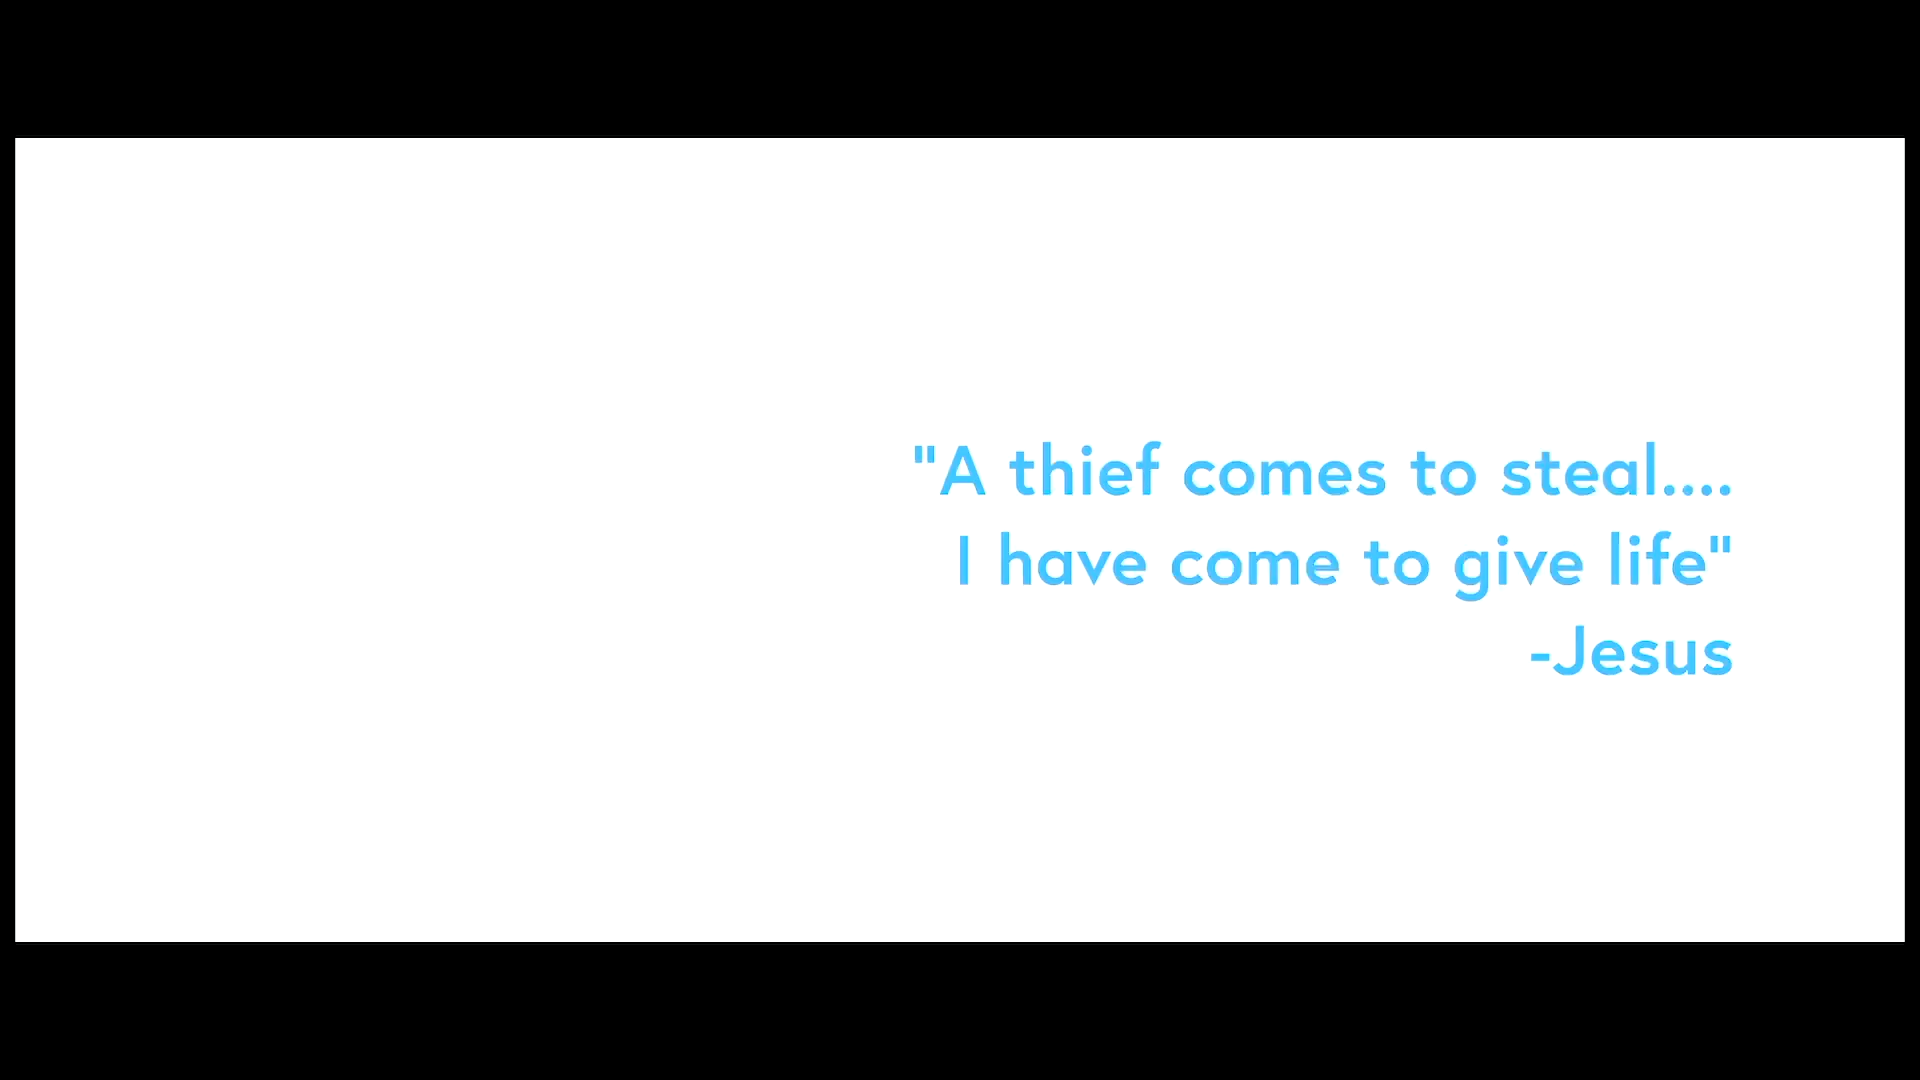 "A thief comes to steal....
I have come to give life"
-Jesus